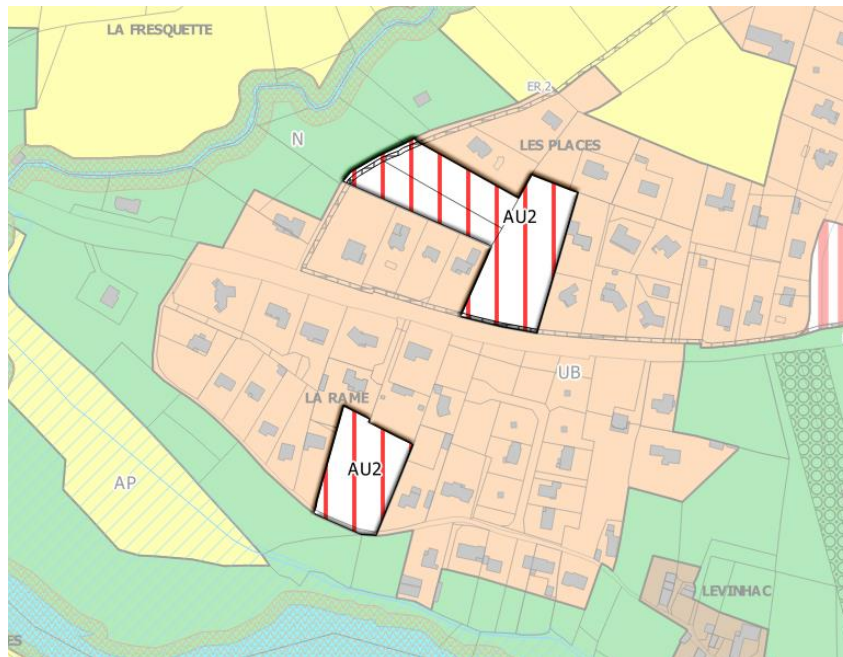 LA FRESQUETTE
ER 2
N
LES PLACES
AU2
UB
LA RAME
AU2
AP
LEVINHAC
ES